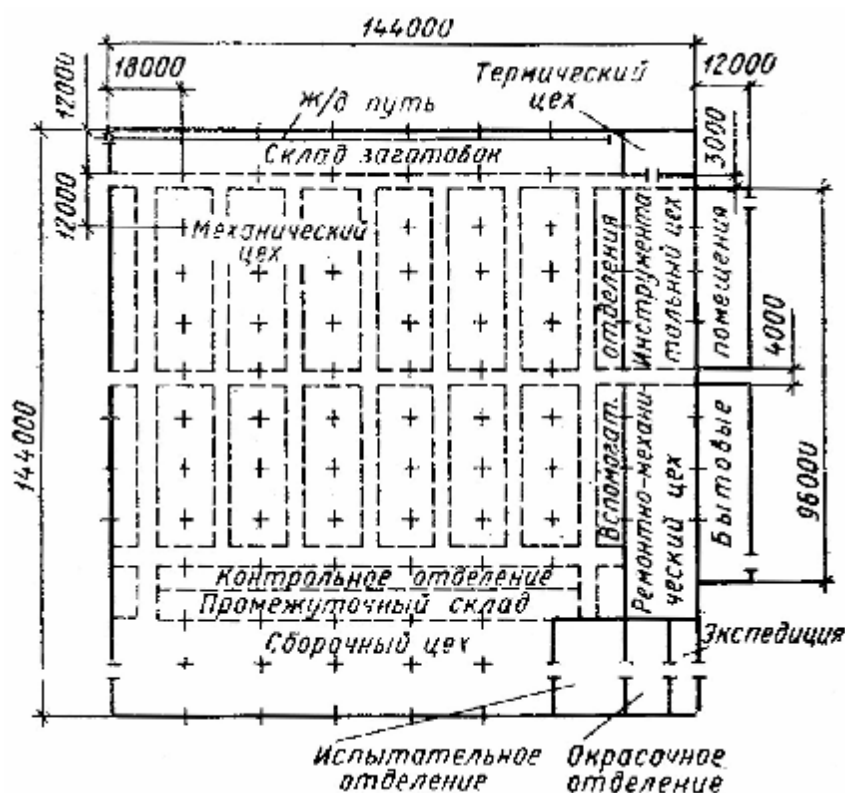 144000
18000
12000
Термический
цех
12000
Ж/д путь
3000
Склад заготовок
12000
Механический
цех
отделения
Инструмента
тальный цех
помещения
4000
144000
Вспомогат.
Ремонтно-механи
ческий цех
Бытовые
96000
Контрольное отделение
Промежуточный склад
Сборочный цех
Экспедиция
Испытательное
отделение
Окрасочное
отделение